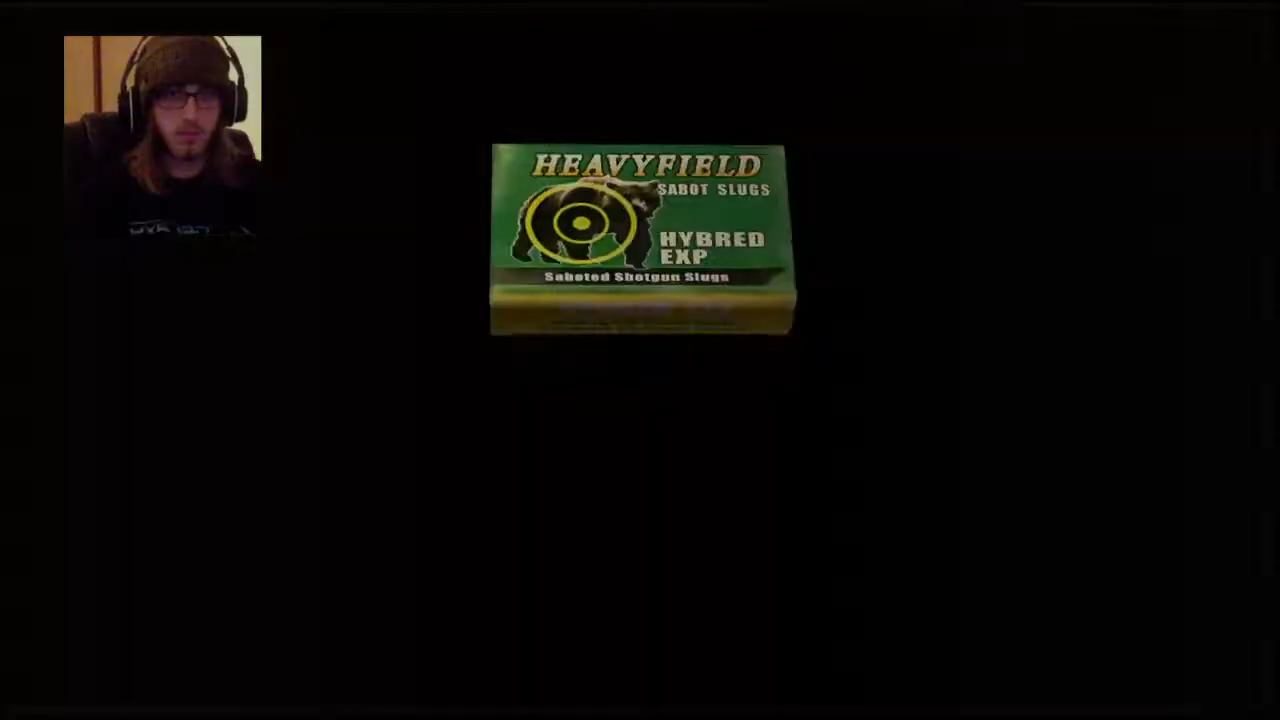 HEAVYFIELD
SABOT SLUGS
HYBRED
EXP
Saboted Shotgun Slugs